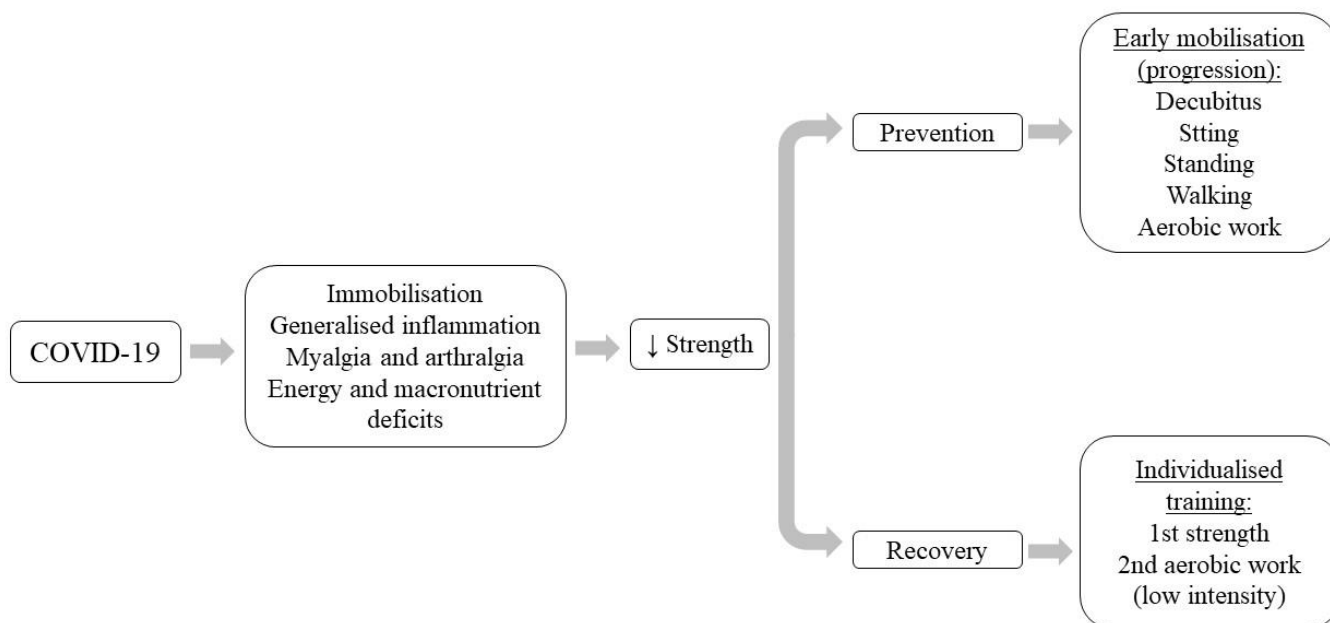 COVID-19
Immobilisation
Generalised inflammation
Myalgia and arthralgia
Energy and macronutrient
deficits
↓ Strength
Prevention
Early mobilisation
(progression):
Decubitus
Stting
Standing
Walking
Aerobic work
Recovery
Individualised
training:
1st strength
2nd aerobic work
(low intensity)